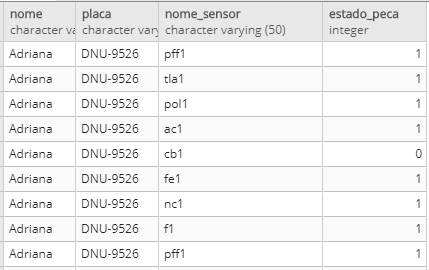 nome placa nome_sensor estado_peca
character va character vary character varying (50) integer
Adriana DNU-9526 pff1 1
Adriana DNU-9526 tla1 1
Adriana DNU-9526 pol1 1
Adriana DNU-9526 ac1 1
Adriana DNU-9526 cb1 0
Adriana DNU-9526 fe1 1
Adriana DNU-9526 nc1 1
Adriana DNU-9526 f1 1
Adriana DNU-9526 pff1 1